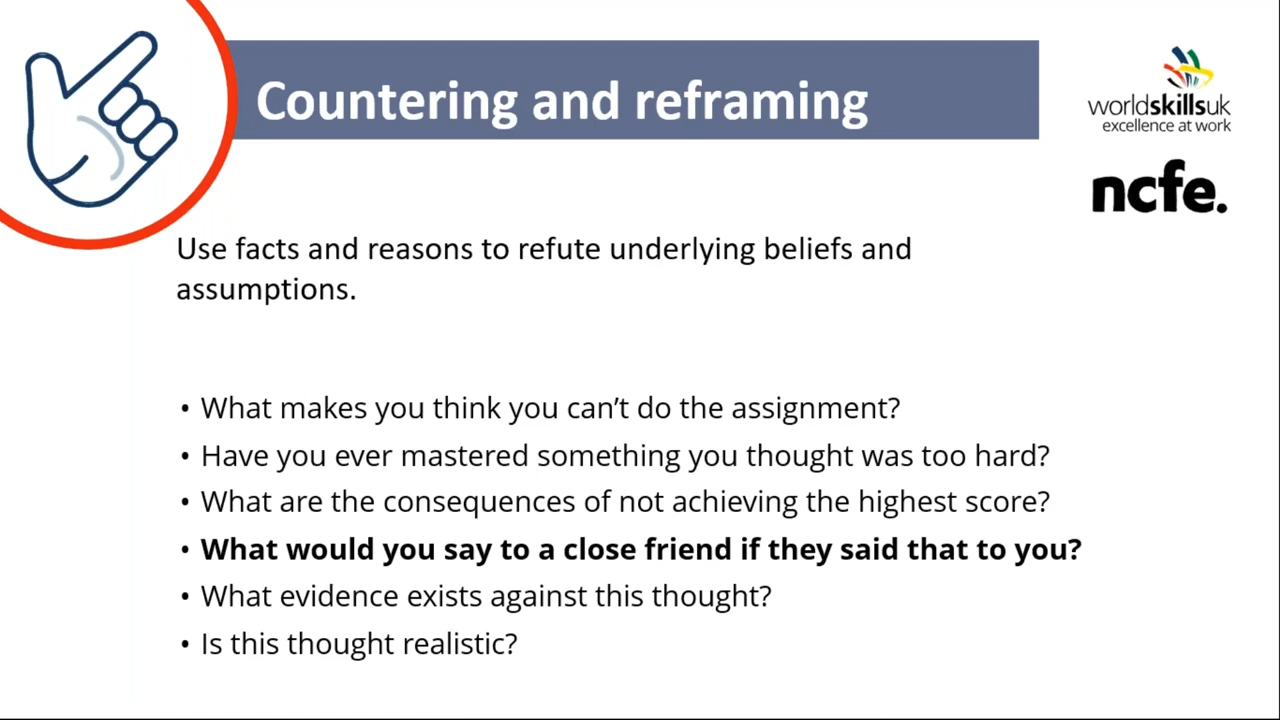 Countering and reframing
worldskillsuk
excellence at work
ncfe.
Use facts and reasons to refute underlying beliefs and
assumptions.
• What makes you think you can’t do the assignment?
• Have you ever mastered something you thought was too hard?
• What are the consequences of not achieving the highest score?
• What would you say to a close friend if they said that to you?
• What evidence exists against this thought?
• Is this thought realistic?